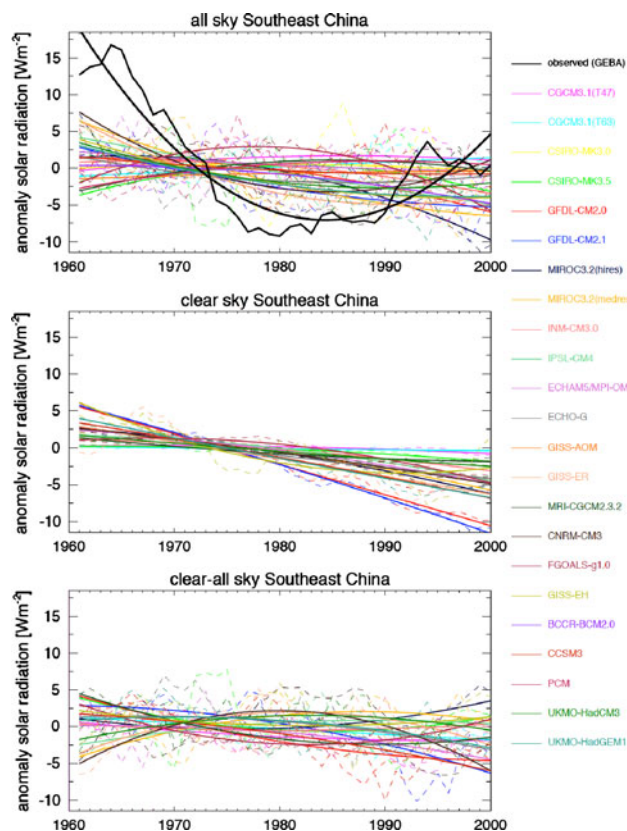 all sky Southeast China
anomaly solar radiation [Wm-2]
15
10
5
0
-5
-10
1960 1970 1980 1990 2000
clear sky Southeast China
anomaly solar radiation [Wm-2]
15
10
5
0
-5
-10
1960 1970 1980 1990 2000
clear-all sky Southeast China
anomaly solar radiation [Wm-2]
15
10
5
0
-5
-10
1960 1970 1980 1990 2000
observed (GEBA)
CGCM3.1(T47)
CGCM3.1(T63)
CSIRO-MK3.0
CSIRO-MK3.5
GFDL-CM2.0
GFDL-CM2.1
MIROC3.2(hires)
MIROC3.2(medres
INM-CM3.0
IPSL-CM4
ECHAM5/MPI-OM
ECHO-G
GISS-AOM
GISS-ER
MRI-CGCM2.3.2
CNRM-CM3
FGOALS-g1.0
GISS-EH
BCCR-BCM2.0
CCSM3
PCM
UKMO-HadCM3
UKMO-HadGEM1